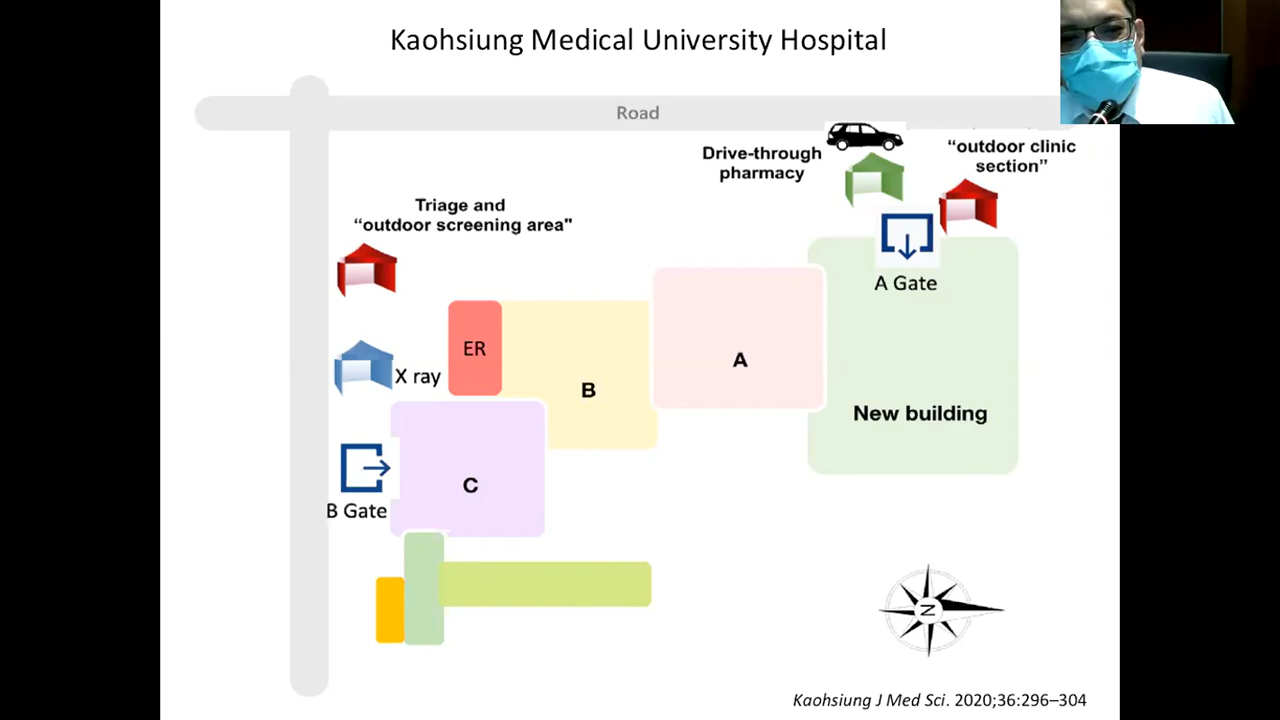 Kaohsiung Medical University Hospital
Road
Drive-through
pharmacy
“outdoor clinic
section”
Triage and
“outdoor screening area"
A Gate
ER
X ray
B
A
New building
C
B Gate
N
Kaohsiung J Med Sci. 2020;36:296–304